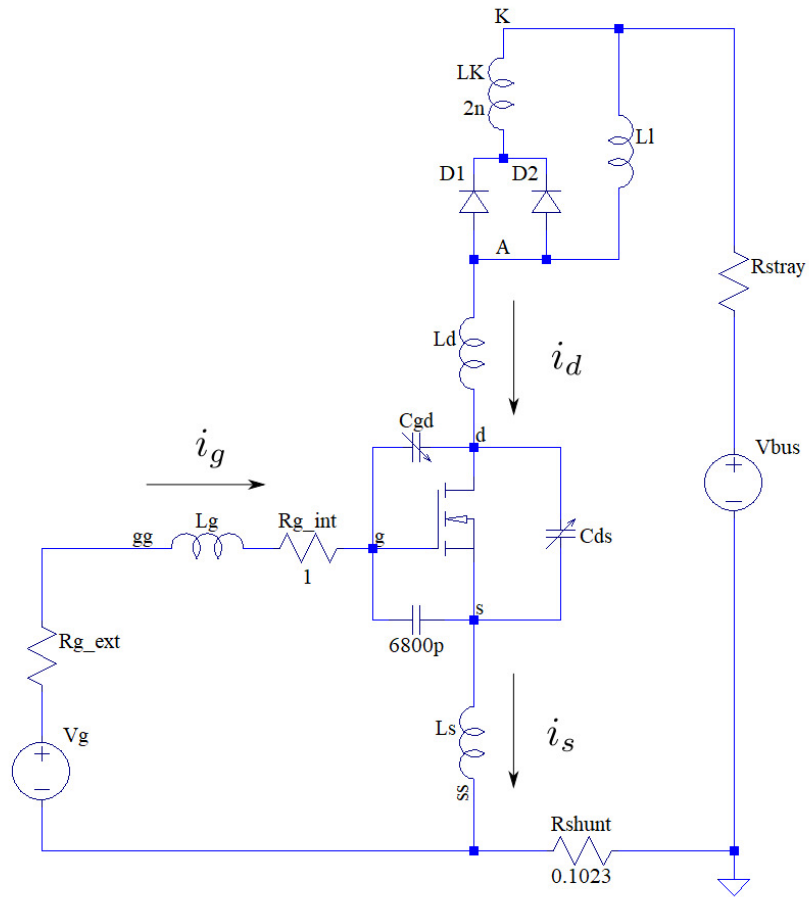 K
LK
2n
Ll
D1
D2
A
Rstray
Ld
i_d
Cgd
d
Vbus
i_g
Lg
Rg_int
gg
g
1
Cds
s
6800p
Rg_ext
Vg
Ls
i_s
ss
Rshunt
0.1023